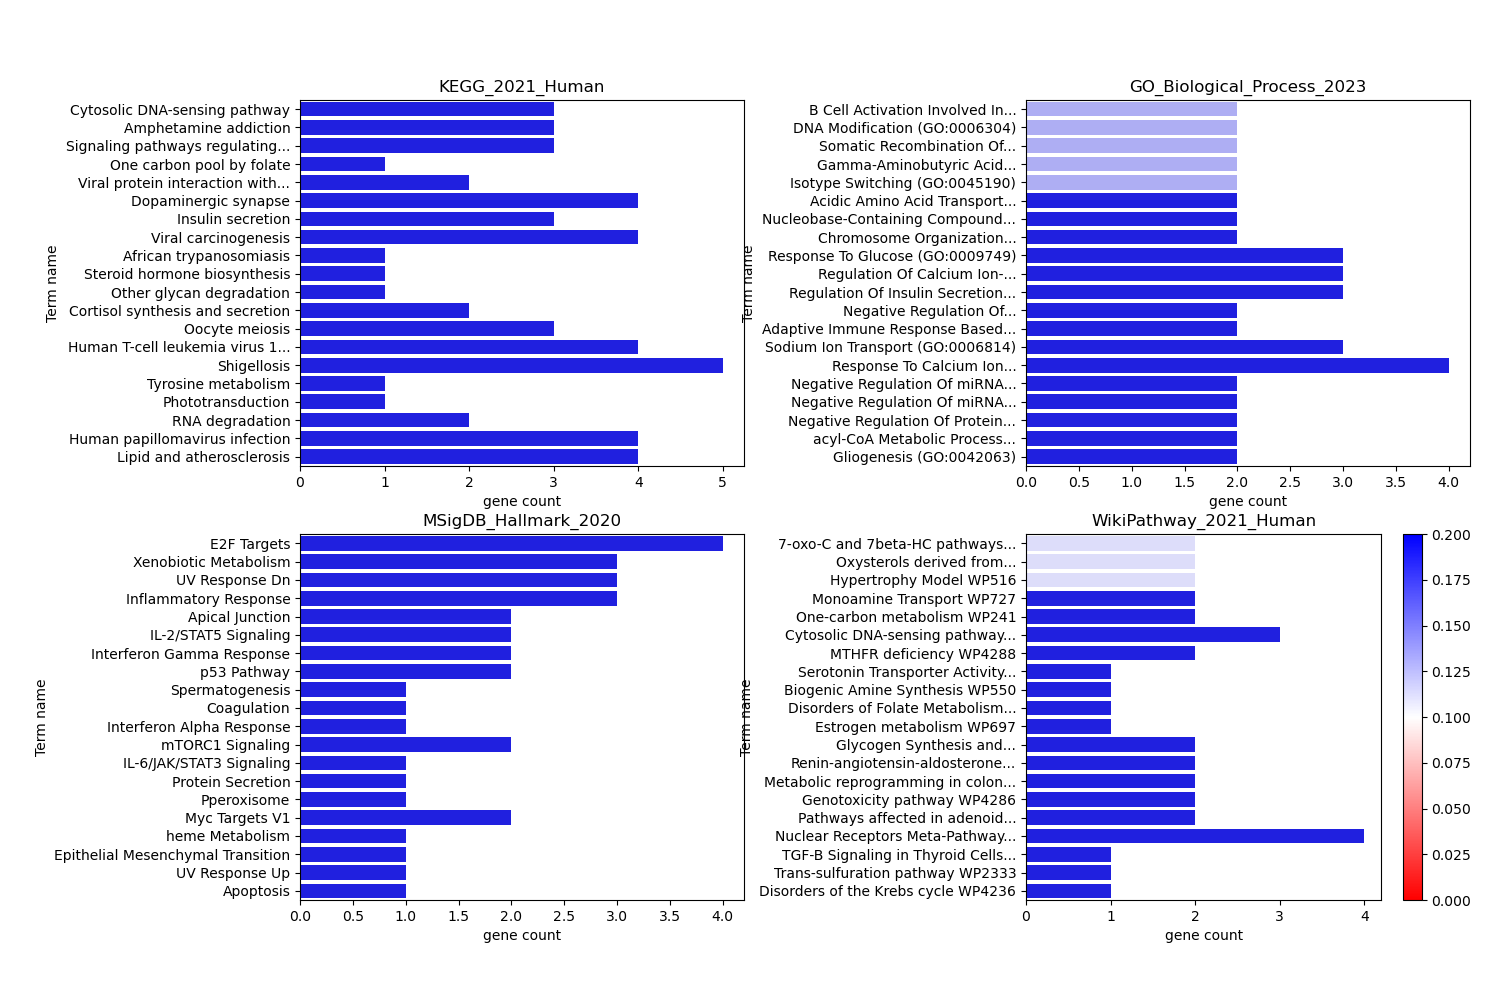 KEGG_2021_Human
Term name
Cytosolic DNA-sensing pathway
Amphetamine addiction
Signaling pathways regulating...
One carbon pool by folate
Viral protein interaction with...
Dopaminergic synapse
Insulin secretion
Viral carcinogenesis
African trypanosomiasis
Steroid hormone biosynthesis
Other glycan degradation
Cortisol synthesis and secretion
Oocyte meiosis
Human T-cell leukemia virus 1...
Shigellosis
Tyrosine metabolism
Phototransduction
RNA degradation
Human papillomavirus infection
Lipid and atherosclerosis
0 1 2 3 4 5
gene count
GO_Biological_Process_2023
Term name
B Cell Activation Involved In...
DNA Modification (GO:0006304)
Somatic Recombination Of...
Gamma-Aminobutyric Acid...
Isotype Switching (GO:0045190)
Acidic Amino Acid Transport...
Nucleobase-Containing Compound...
Chromosome Organization...
Response To Glucose (GO:0009749)
Regulation Of Calcium Ion-...
Regulation Of Insulin Secretion...
Negative Regulation Of...
Adaptive Immune Response Based...
Sodium Ion Transport (GO:0006814)
Response To Calcium Ion...
Negative Regulation Of miRNA...
Negative Regulation Of miRNA...
Negative Regulation Of Protein...
acyl-CoA Metabolic Process...
Gliogenesis (GO:0042063)
0.0 0.5 1.0 1.5 2.0 2.5 3.0 3.5 4.0
gene count
MSigDB_Hallmark_2020
Term name
E2F Targets
Xenobiotic Metabolism
UV Response Dn
Inflammatory Response
Apical Junction
IL-2/STAT5 Signaling
Interferon Gamma Response
p53 Pathway
Spermatogenesis
Coagulation
Interferon Alpha Response
mTORC1 Signaling
IL-6/JAK/STAT3 Signaling
Protein Secretion
Pperoxisome
Myc Targets V1
heme Metabolism
Epithelial Mesenchymal Transition
UV Response Up
Apoptosis
0.0 0.5 1.0 1.5 2.0 2.5 3.0 3.5 4.0
gene count
WikiPathway_2021_Human
Term name
7-oxo-C and 7beta-HC pathways...
Oxysterols derived from...
Hypertrophy Model WP516
Monoamine Transport WP727
One-carbon metabolism WP241
Cytosolic DNA-sensing pathway...
MTHFR deficiency WP4288
Serotonin Transporter Activity...
Biogenic Amine Synthesis WP550
Disorders of Folate Metabolism...
Estrogen metabolism WP697
Glycogen Synthesis and...
Renin-angiotensin-aldosterone...
Metabolic reprogramming in colon...
Genotoxicity pathway WP4286
Pathways affected in adenoid...
Nuclear Receptors Meta-Pathway...
TGF-B Signaling in Thyroid Cells...
Trans-sulfuration pathway WP2333
Disorders of the Krebs cycle WP4236
0 1 2 3 4
gene count
0.200
0.175
0.150
0.125
0.100
0.075
0.050
0.025
0.000